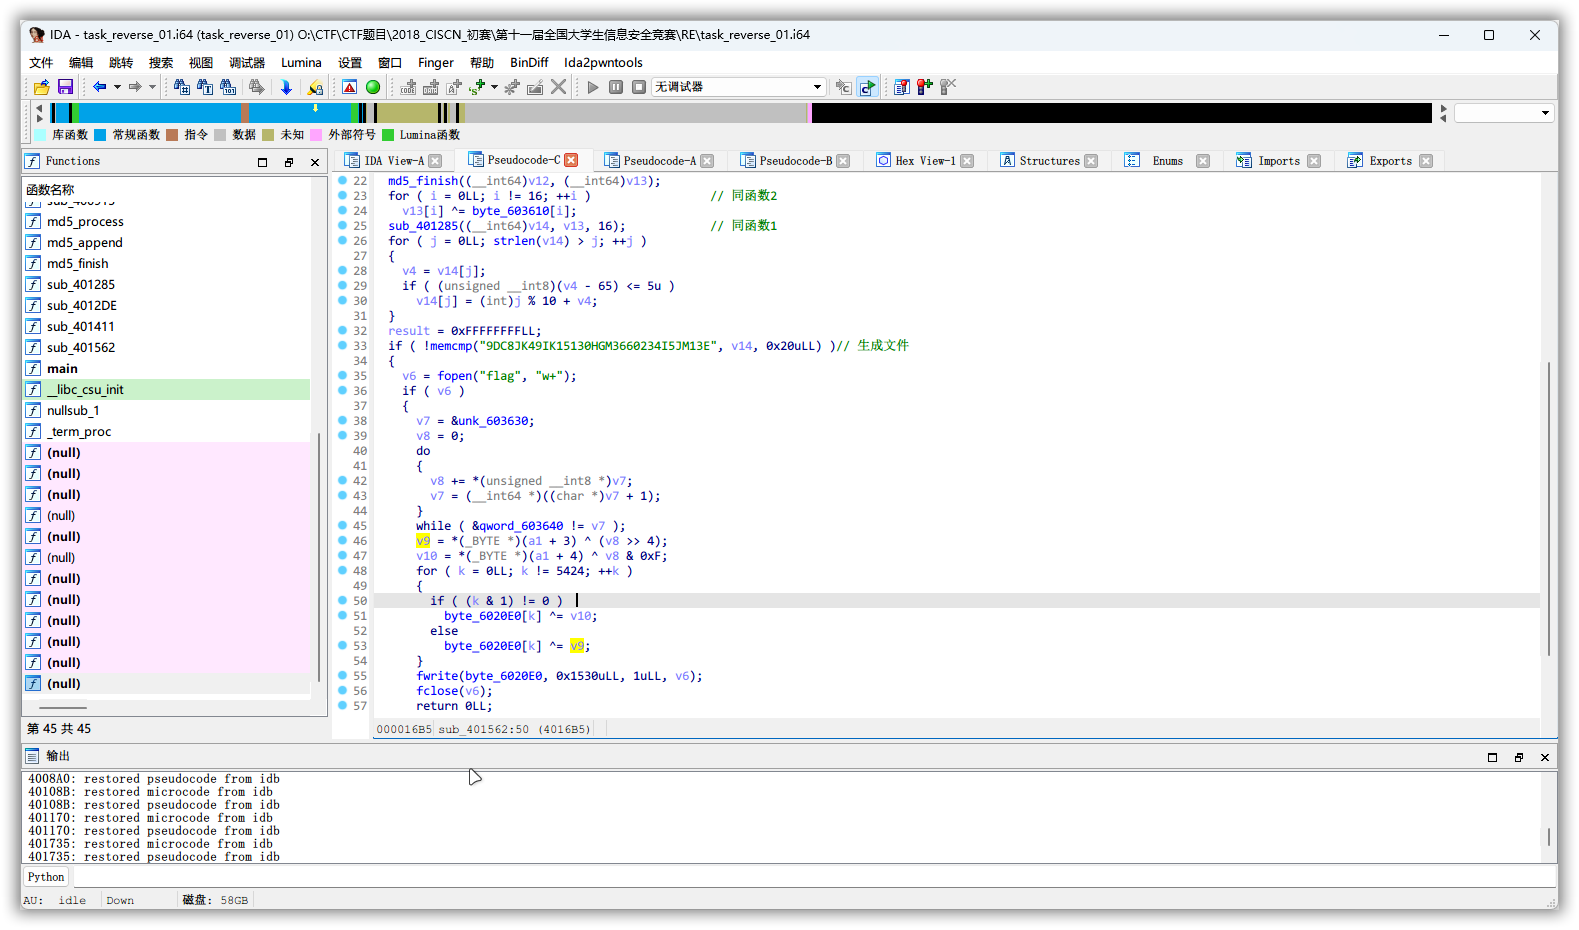 IDA - task_reverse_01.i64 (task_reverse_01) O:\CTF\CTF题目\2018_CISCN_初赛\第十一届全国大学生信息安全竞赛\RE\task_reverse_01.i64
文件 编辑 跳转 搜索 视图 调试器 Lumina 设置 窗口 Finger 帮助 BinDiff Ida2pwntools
无调试器
库函数 常规函数 指令 数据 未知 外部符号 Lumina函数
Functions
IDA View-A Pseudocode-C Pseudocode-A Pseudocode-B Hex View-1 Structures Enums Imports Exports
函数名称
md5_process
md5_append
md5_finish
sub_401285
sub_4012DE
sub_401411
sub_401562
main
__libc_csu_init
nullsub_1
_term_proc
(null)
(null)
(null)
(null)
(null)
(null)
(null)
(null)
(null)
(null)
(null)
(null)
第 45 共 45
22 md5_finish((__int64)v12, (__int64)v13);
23 for ( i = 0LL; i != 16; ++i ) // 同函数2
24 v13[i] ^= byte_603610[i];
25 sub_401285((__int64)v14, v13, 16); // 同函数1
26 for ( j = 0LL; strlen(v14) > j; ++j )
27 {
28 v4 = v14[j];
29 if ( (unsigned __int8)(v4 - 65) <= 5u )
30 v14[j] = (int)j % 10 + v4;
31 }
32 result = 0xFFFFFFFFLL;
33 if ( !memcmp("9DC8JK49IK15130HGM3660234I5JM13E", v14, 0x20uLL) )// 生成文件
34 {
35 v6 = fopen("flag", "w+");
36 if ( v6 )
37 {
38 v7 = &unk_603630;
39 v8 = 0;
40 do
41 {
42 v8 += *(unsigned __int8 *)v7;
43 v7 = (__int64 *)((char *)v7 + 1);
44 }
45 while ( &qword_603640 != v7 );
46 v9 = *(_BYTE *)(a1 + 3) ^ (v8 >> 4);
47 v10 = *(_BYTE *)(a1 + 4) ^ v8 & 0xF;
48 for ( k = 0LL; k != 5424; ++k )
49 {
50 if ( (k & 1) != 0 )
51 byte_6020E0[k] ^= v10;
52 else
53 byte_6020E0[k] ^= v9;
54 }
55 fwrite(byte_6020E0, 0x1530uLL, 1uLL, v6);
56 fclose(v6);
57 return 0LL;
000016B5 sub_401562:50 (4016B5)
输出
4008A0: restored pseudocode from idb
40108B: restored microcode from idb
40108B: restored pseudocode from idb
401170: restored microcode from idb
401170: restored pseudocode from idb
401735: restored microcode from idb
401735: restored pseudocode from idb
Python
AU: idle Down 磁盘: 58GB